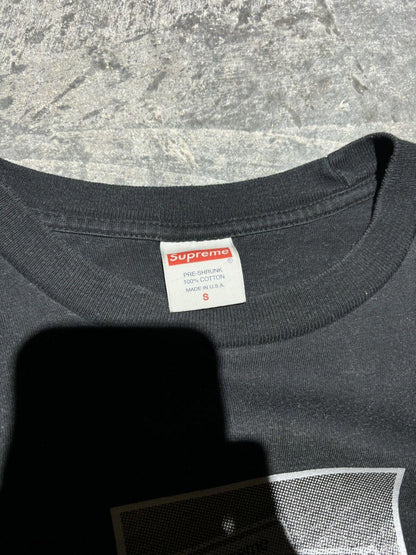 Supreme®
PRE-SHRUNK
100% COTTON
MADE IN U.S.A.
S